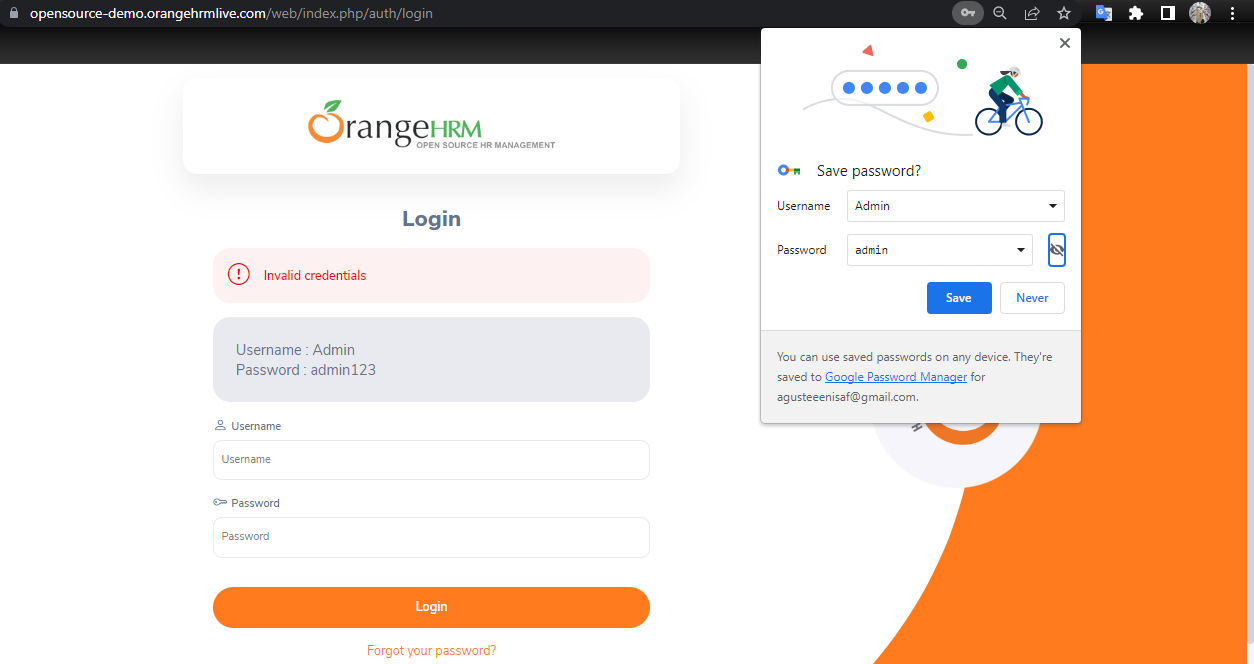 opensource-demo.orangehrmlive.com/web/index.php/auth/login
OrangeHRM
OPEN SOURCE HR MANAGEMENT
Login
Invalid credentials
Username : Admin
Password : admin123
Username
Username
Password
Password
Login
Forgot your password?
Save password?
Username Admin
Password admin
Save Never
You can use saved passwords on any device. They're
saved to Google Password Manager for
agusteeenisaf@gmail.com.
H